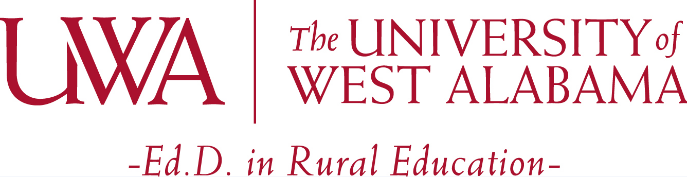 UWA
The UNIVERSITY of
WEST ALABAMA
-Ed.D. in Rural Education-